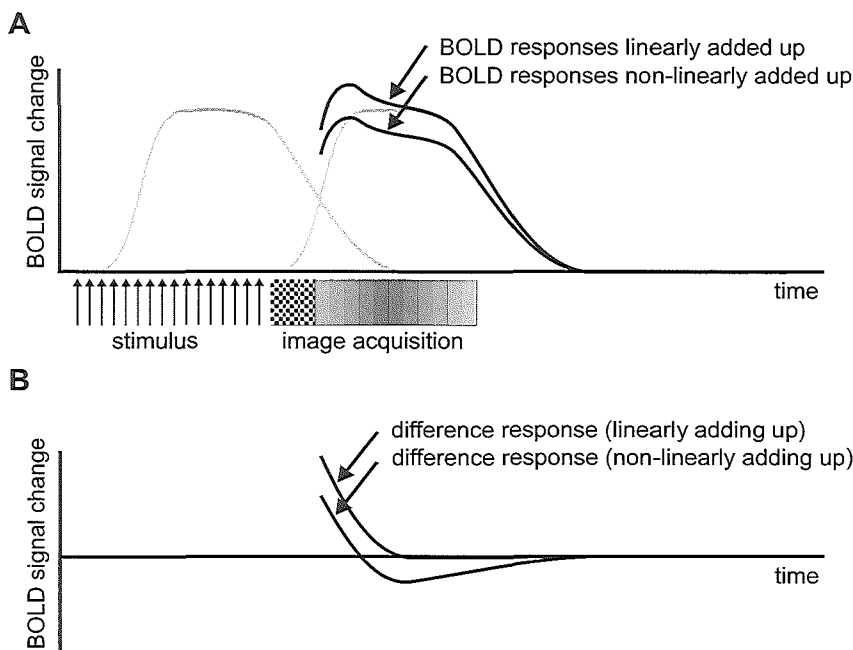 A
BOLD responses linearly added up
BOLD responses non-linearly added up
BOLD signal change
time
stimulus
image acquisition
B
difference response (linearly adding up)
difference response (non-linearly adding up)
BOLD signal change
time